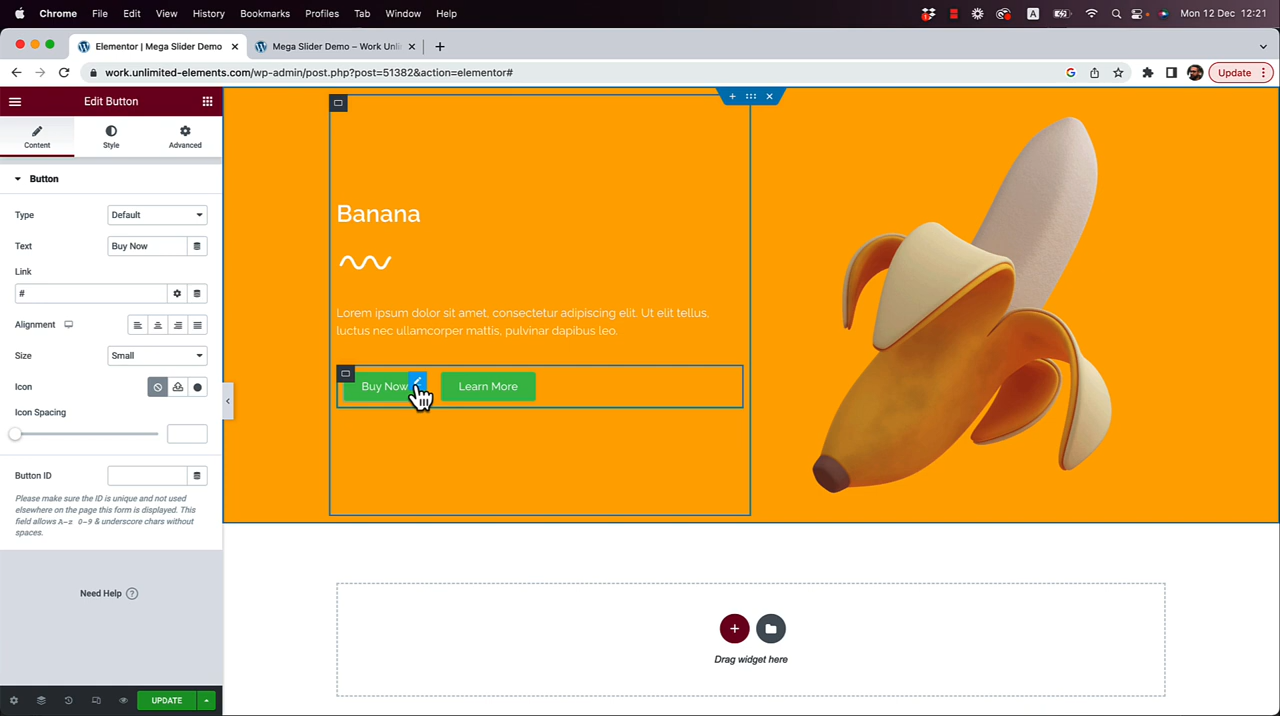 Chrome File Edit View History Bookmarks Profiles Tab Window Help A Mon 12 Dec 12:21
Elementor | Mega Slider Demo Mega Slider Demo – Work Unli
work.unlimited-elements.com/wp-admin/post.php?post=51382&action=elementor# Update
Edit Button
Content Style Advanced
Button
Type Default
Text Buy Now
Link
#
Alignment
Size Small
Icon
Icon Spacing
Button ID
Please make sure the ID is unique and not used
elsewhere on the page this form is displayed. This
field allows A-z 0-9 & underscore chars without
spaces.
Need Help ?
UPDATE
Banana
Lorem ipsum dolor sit amet, consectetur adipiscing elit. Ut elit tellus,
luctus nec ullamcorper mattis, pulvinar dapibus leo.
Buy Now Learn More
Drag widget here